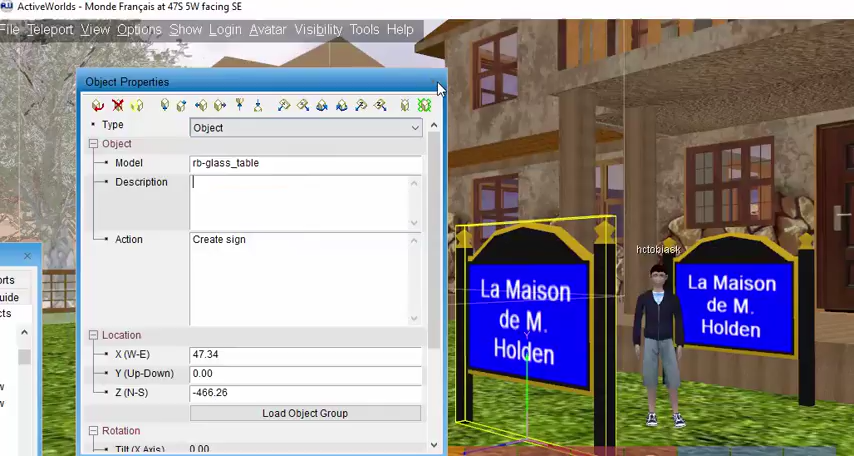 ActiveWorlds - Monde Français at 47S 5W facing SE
File Teleport View Options Show Login Avatar Visibility Tools Help
Object Properties
Type Object
Object
Model rb-glass_table
Description
Action Create sign
Location
X (W-E) 47.34
Y (Up-Down) 0.00
Z (N-S) -466.26
Load Object Group
Rotation
Tilt (X Axis) 0.00
hctobjask
La Maison
de M.
Holden
La Maison
de M.
Holden
Y